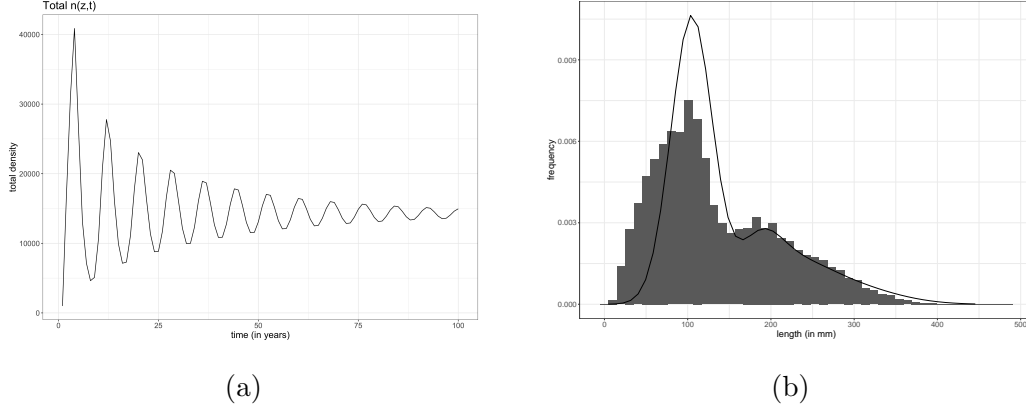 Total n(z,t)
total density
40000
30000
20000
10000
0
0 25 50 75 100
time (in years)
(a)
frequency
0.009
0.006
0.003
0.000
0 100 200 300 400 500
length (in mm)
(b)